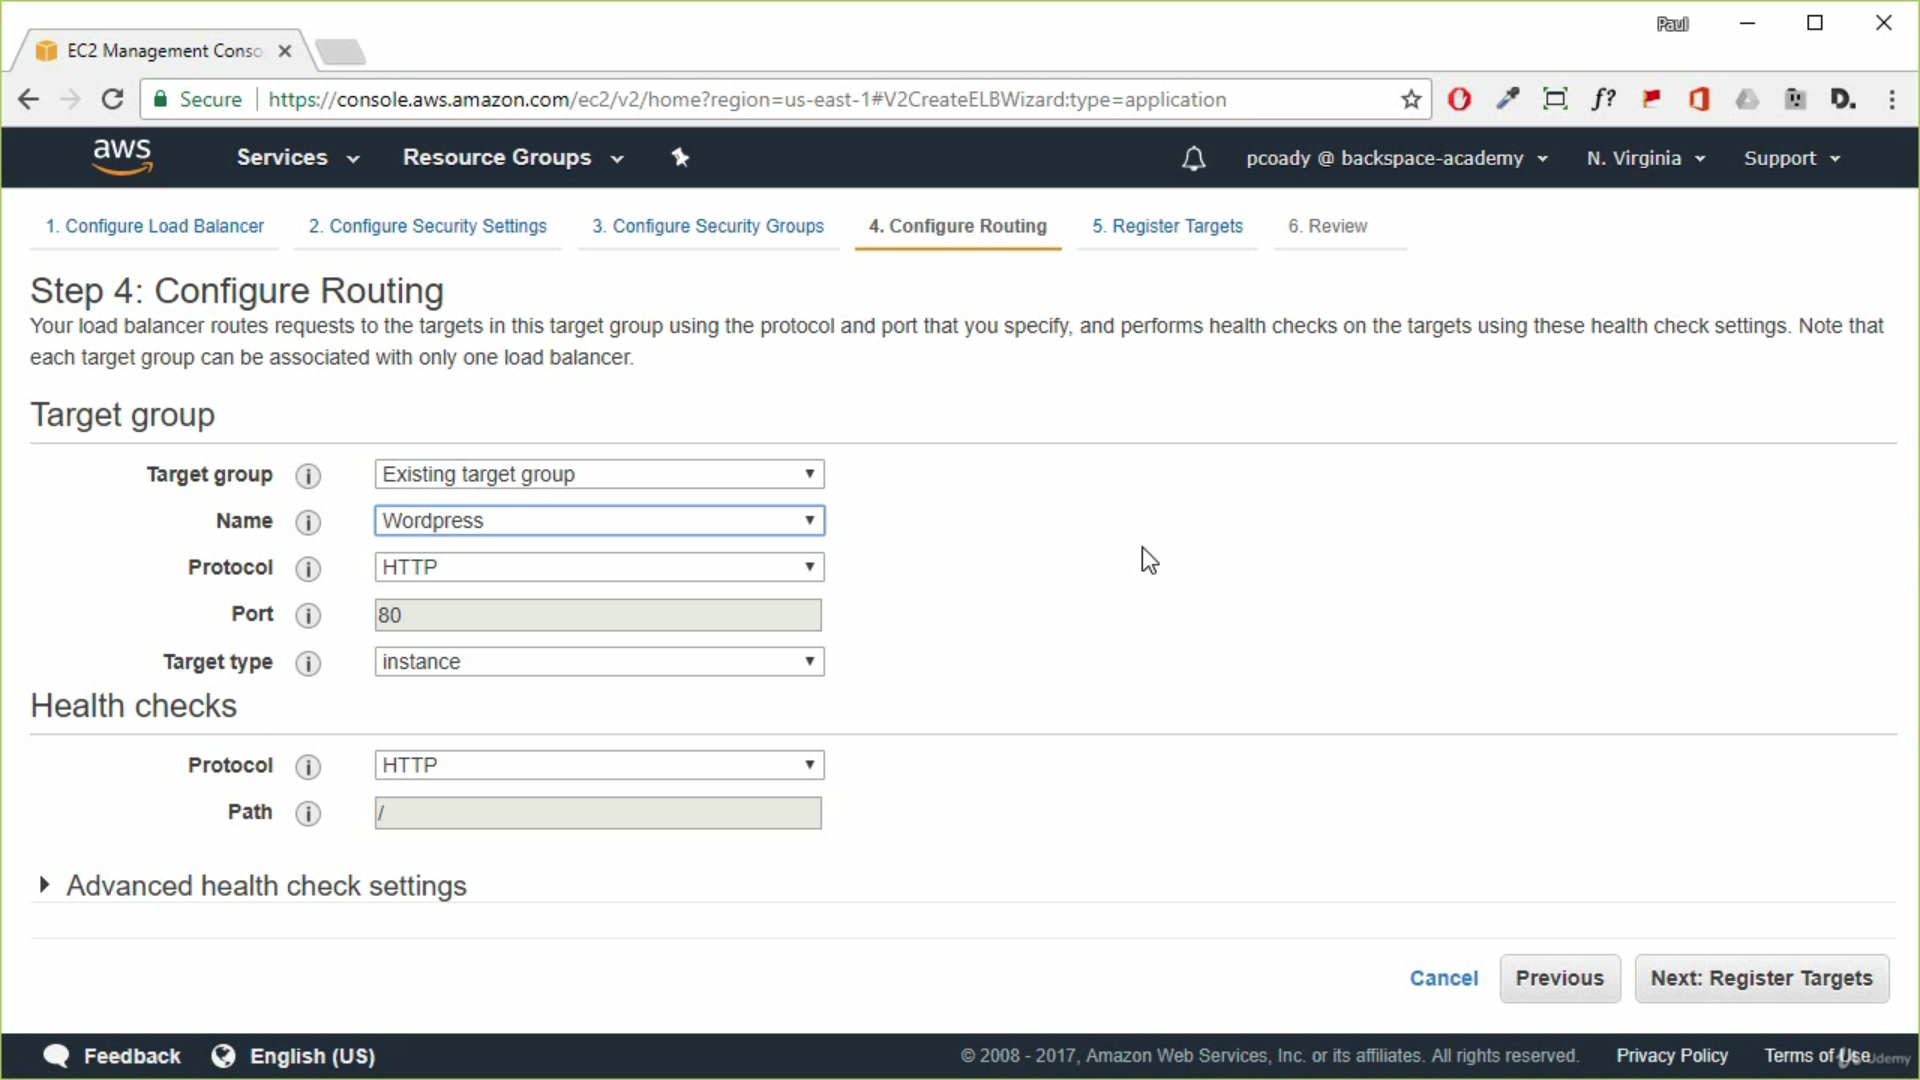 Paul
EC2 Management Conso
Secure https://console.aws.amazon.com/ec2/v2/home?region=us-east-1#V2CreateELBWizard:type=application
f?
D.
aws Services Resource Groups pcoady @ backspace-academy N. Virginia Support
1. Configure Load Balancer 2. Configure Security Settings 3. Configure Security Groups 4. Configure Routing 5. Register Targets 6. Review
Step 4: Configure Routing
Your load balancer routes requests to the targets in this target group using the protocol and port that you specify, and performs health checks on the targets using these health check settings. Note that
each target group can be associated with only one load balancer.
Target group
Target group i Existing target group
Name i Wordpress
Protocol i HTTP
Port i 80
Target type i instance
Health checks
Protocol i HTTP
Path i /
Advanced health check settings
Cancel Previous Next: Register Targets
Feedback English (US) © 2008 - 2017, Amazon Web Services, Inc. or its affiliates. All rights reserved. Privacy Policy Terms of Use
Udemy